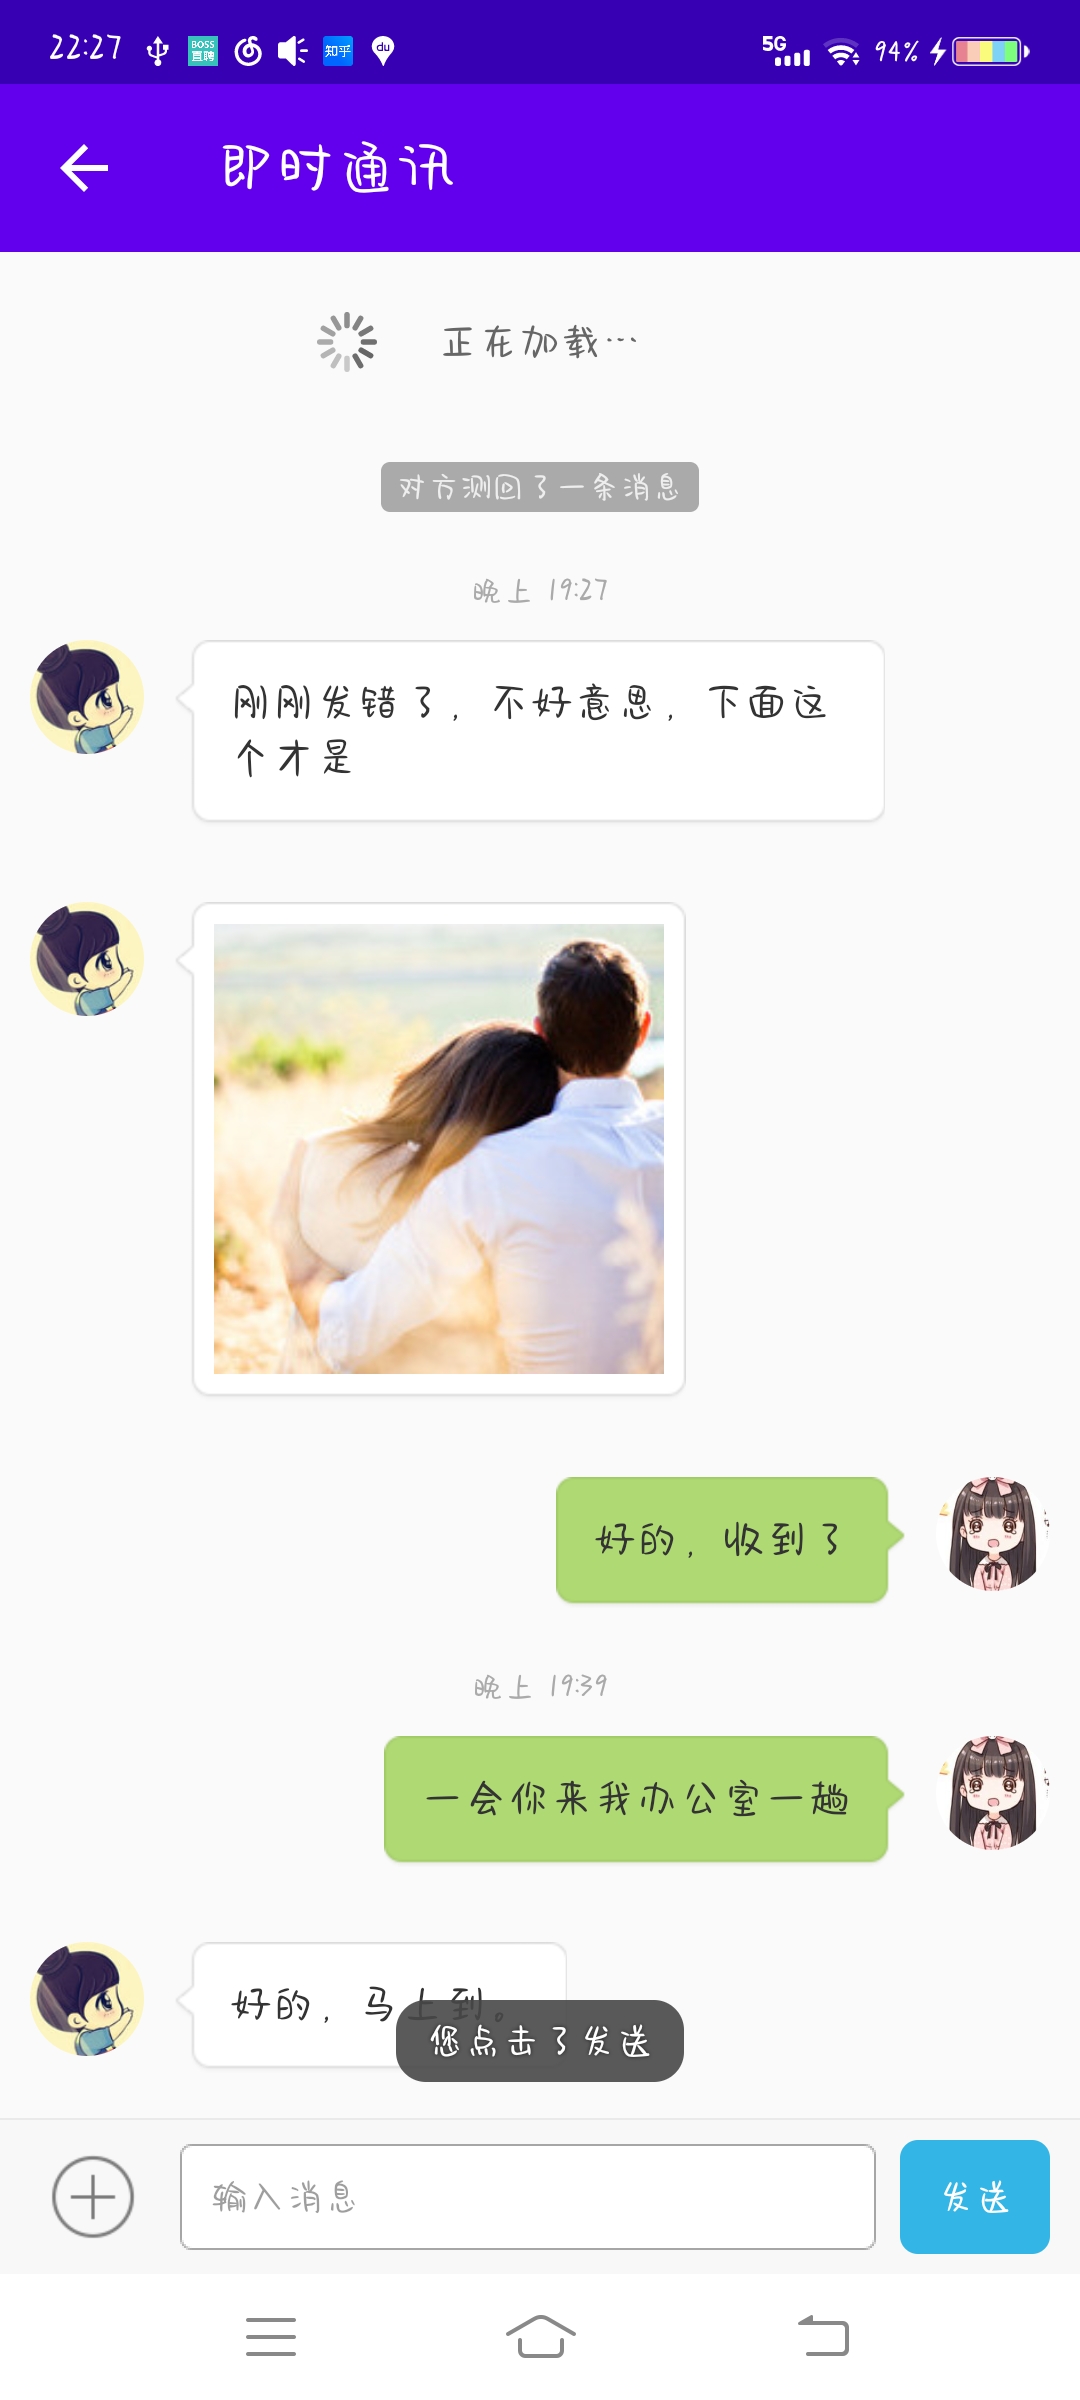 22:27
BOSS
直聘
知乎
du
5G
94%
即时通讯
正在加载...
对方测回了一条消息
晚上 19:27
刚刚发错了，不好意思，下面这
个才是
好的，收到了
晚上 19:39
一会你来我办公室一趟
好的，马上到。
您点击了发送
输入消息
发送